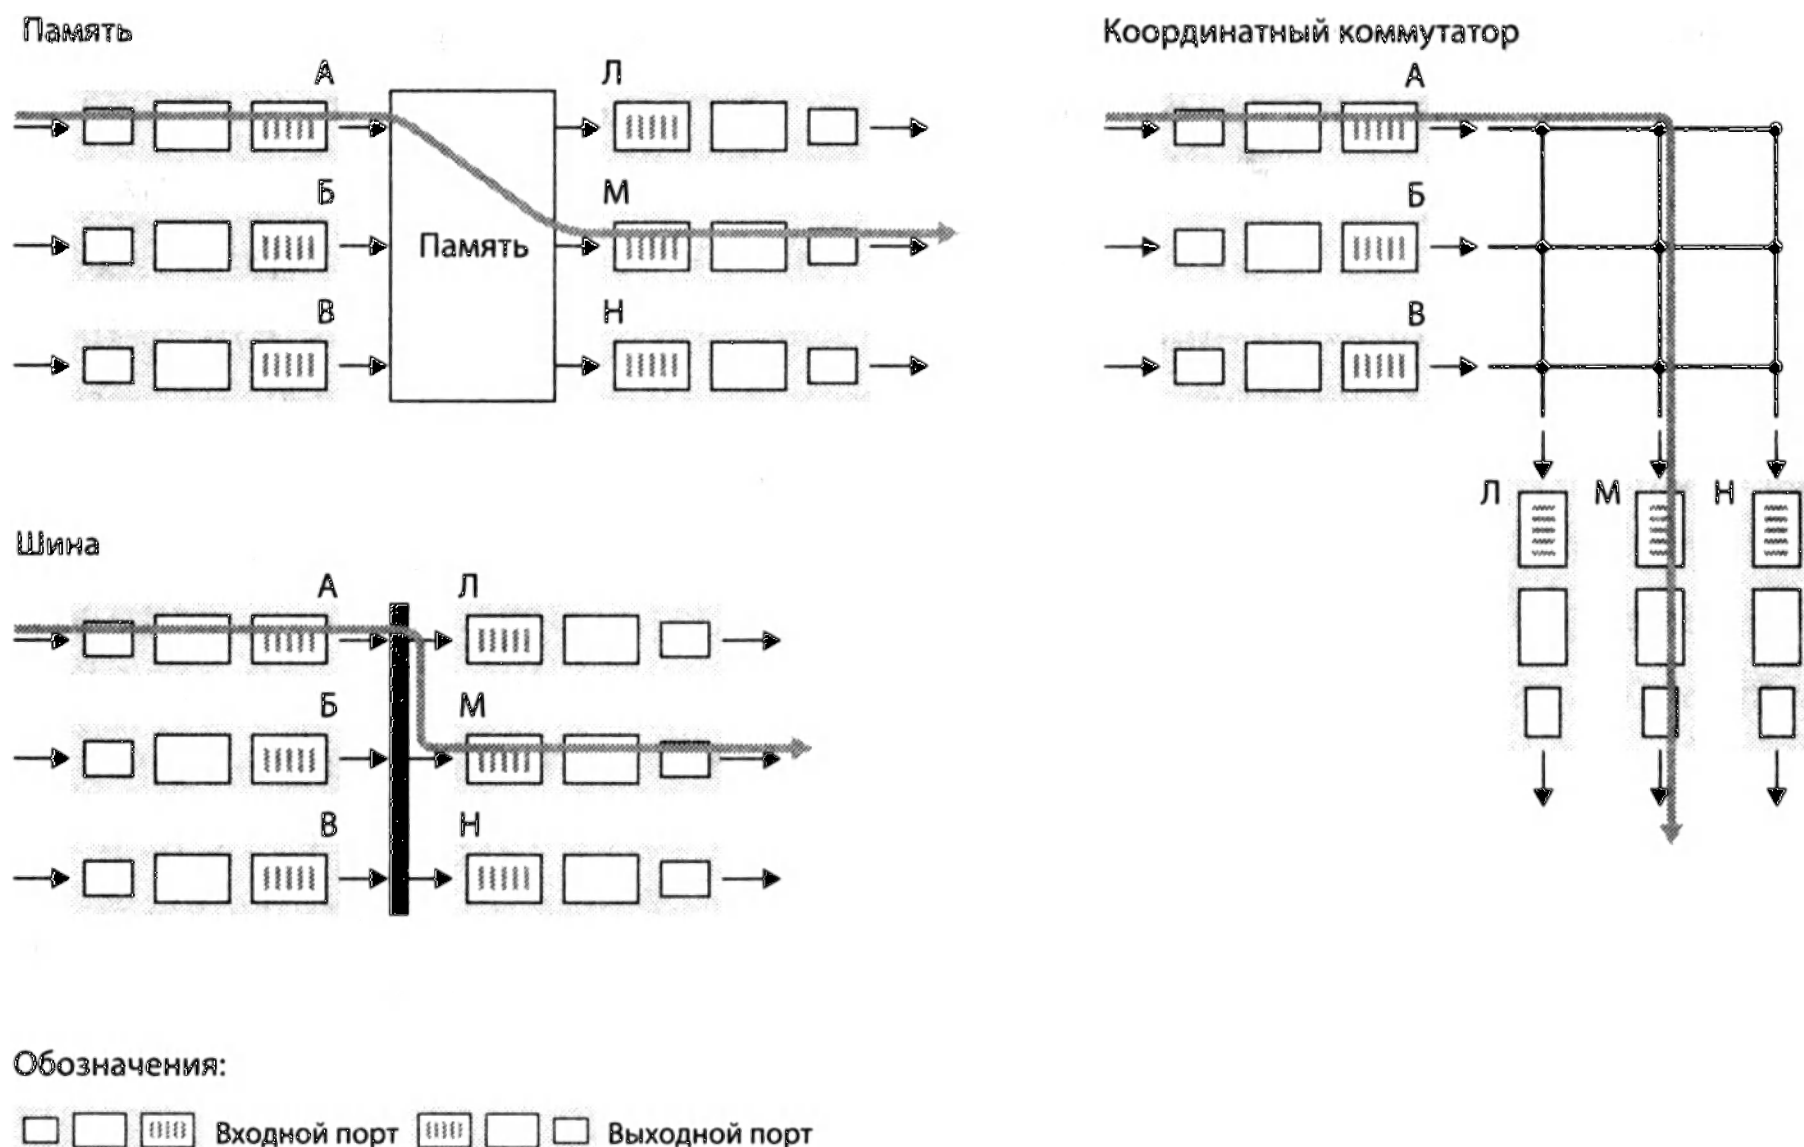 Память
А
Л
Б
М
Память
В
Н
Координатный коммутатор
А
Б
В
Л
М
Н
Шина
А
Л
Б
М
В
Н
Обозначения:
Входной порт
Выходной порт